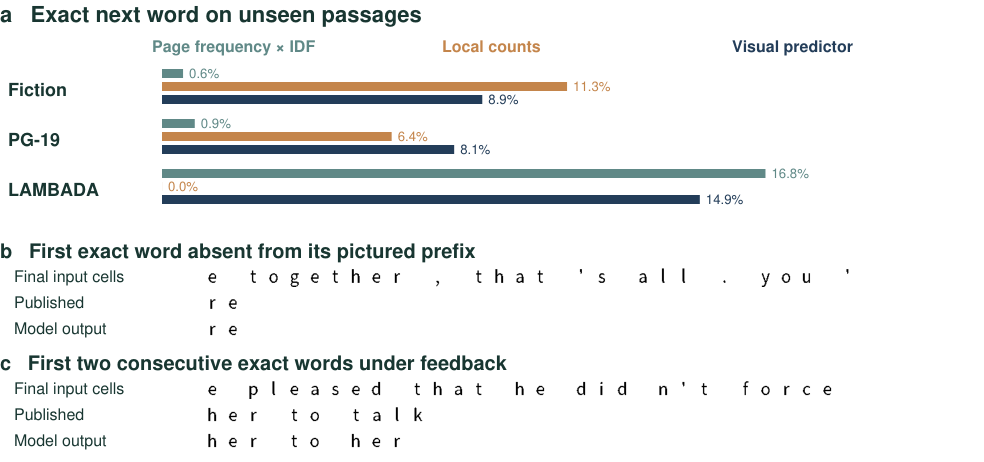 a Exact next word on unseen passages
Page frequency × IDF Local counts Visual predictor
0.6%
Fiction 11.3%
8.9%
0.9%
PG-19 6.4%
8.1%
16.8%
LAMBADA 0.0%
14.9%
b First exact word absent from its pictured prefix
Final input cells e together , that 's all . you '
Published re
Model output re
c First two consecutive exact words under feedback
Final input cells e pleased that he did n't force
Published her to talk
Model output her to her